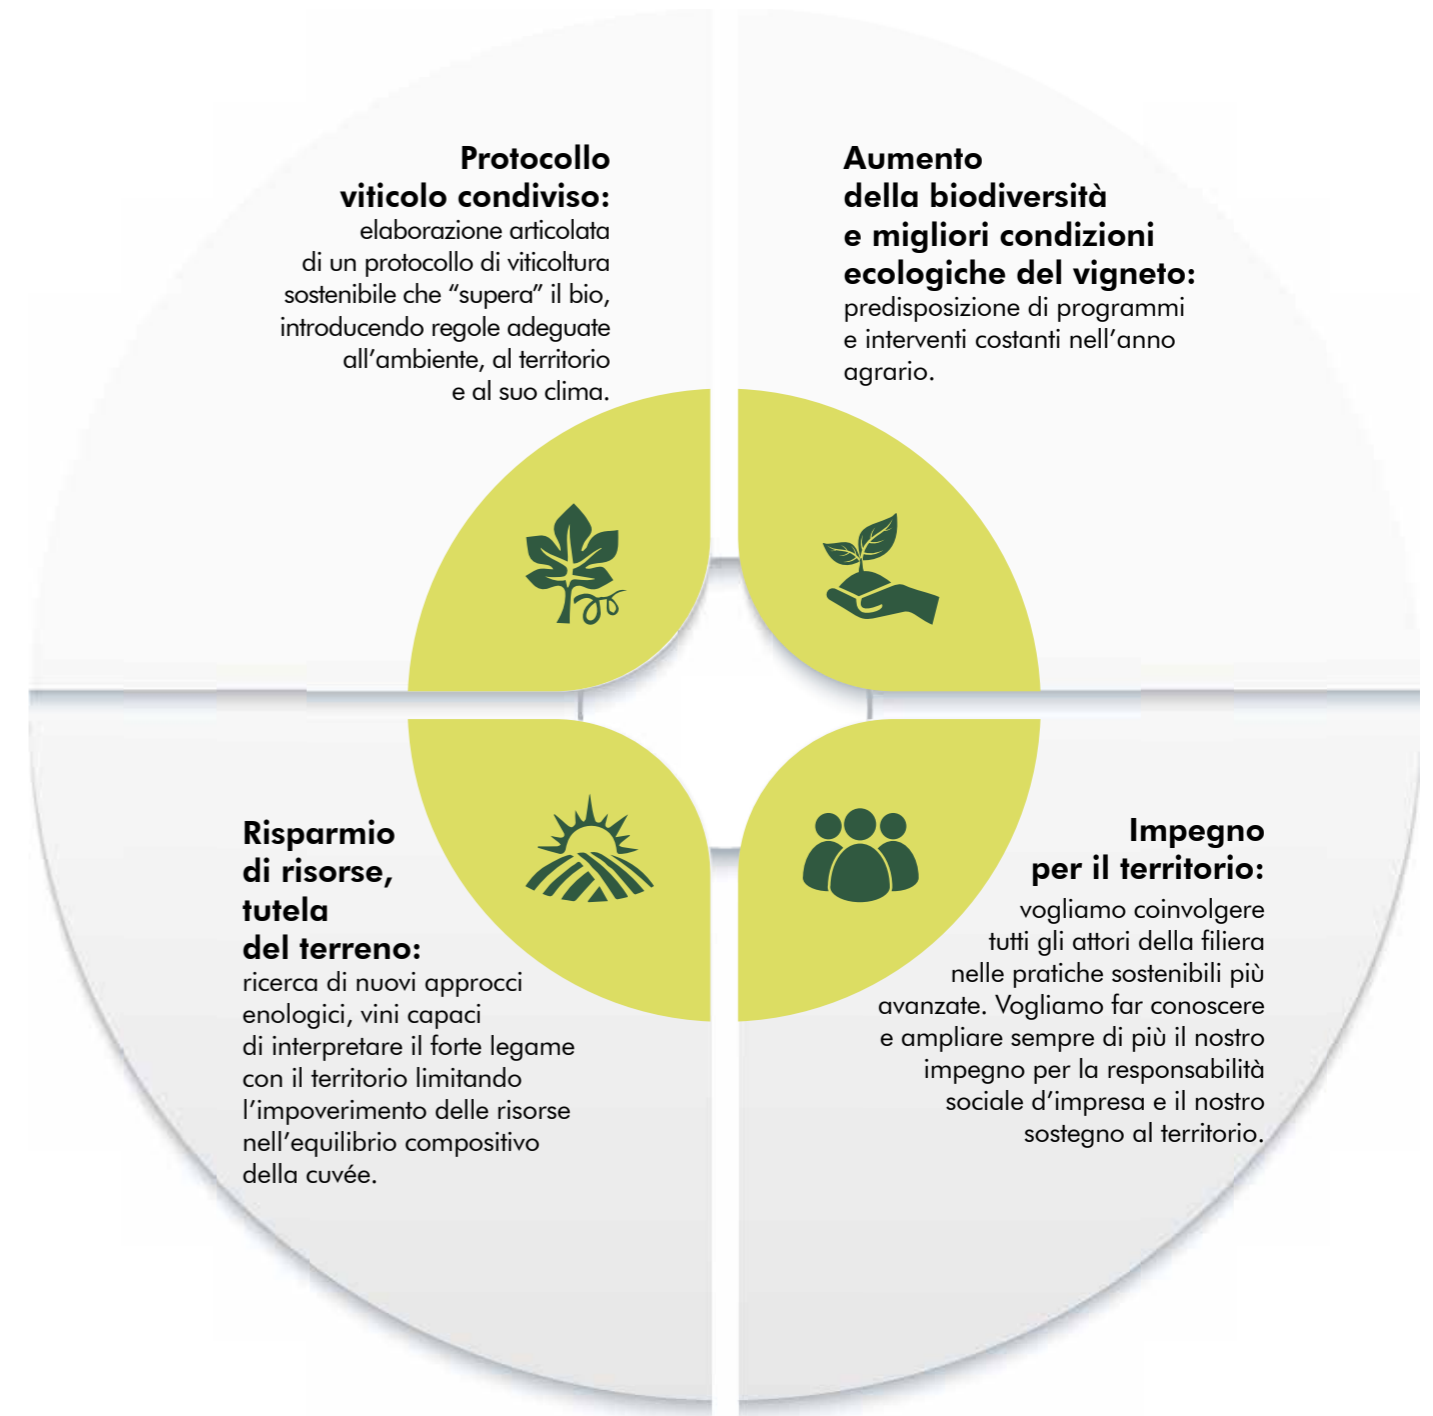 Protocollo
viticolo condiviso:
elaborazione articolata
di un protocollo di viticoltura
sostenibile che “supera” il bio,
introducendo regole adeguate
all’ambiente, al territorio
e al suo clima.
Aumento
della biodiversità
e migliori condizioni
ecologiche del vigneto:
predisposizione di programmi
e interventi costanti nell’anno
agrario.
Risparmio
di risorse,
tutela
del terreno:
ricerca di nuovi approcci
enologici, vini capaci
di interpretare il forte legame
con il territorio limitando
l’impoverimento delle risorse
nell’equilibrio compositivo
della cuvée.
Impegno
per il territorio:
vogliamo coinvolgere
tutti gli attori della filiera
nelle pratiche sostenibili più
avanzate. Vogliamo far conoscere
e ampliare sempre di più il nostro
impegno per la responsabilità
sociale d’impresa e il nostro
sostegno al territorio.